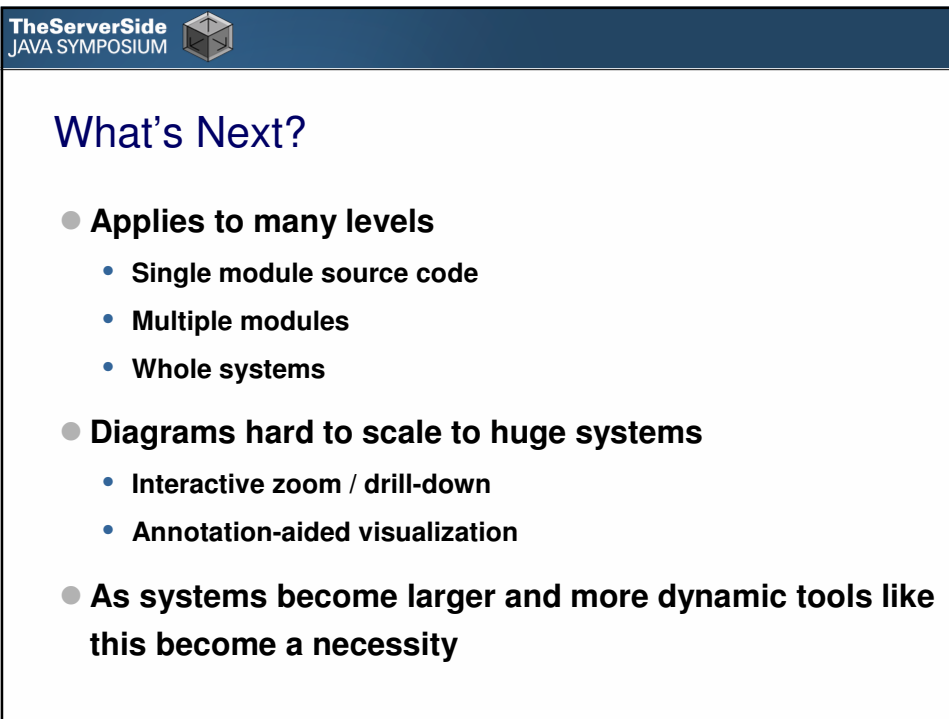 TheServerSide
JAVA SYMPOSIUM
What's Next?
Applies to many levels
Single module source code
Multiple modules
Whole systems
Diagrams hard to scale to huge systems
Interactive zoom / drill-down
Annotation-aided visualization
As systems become larger and more dynamic tools like
this become a necessity